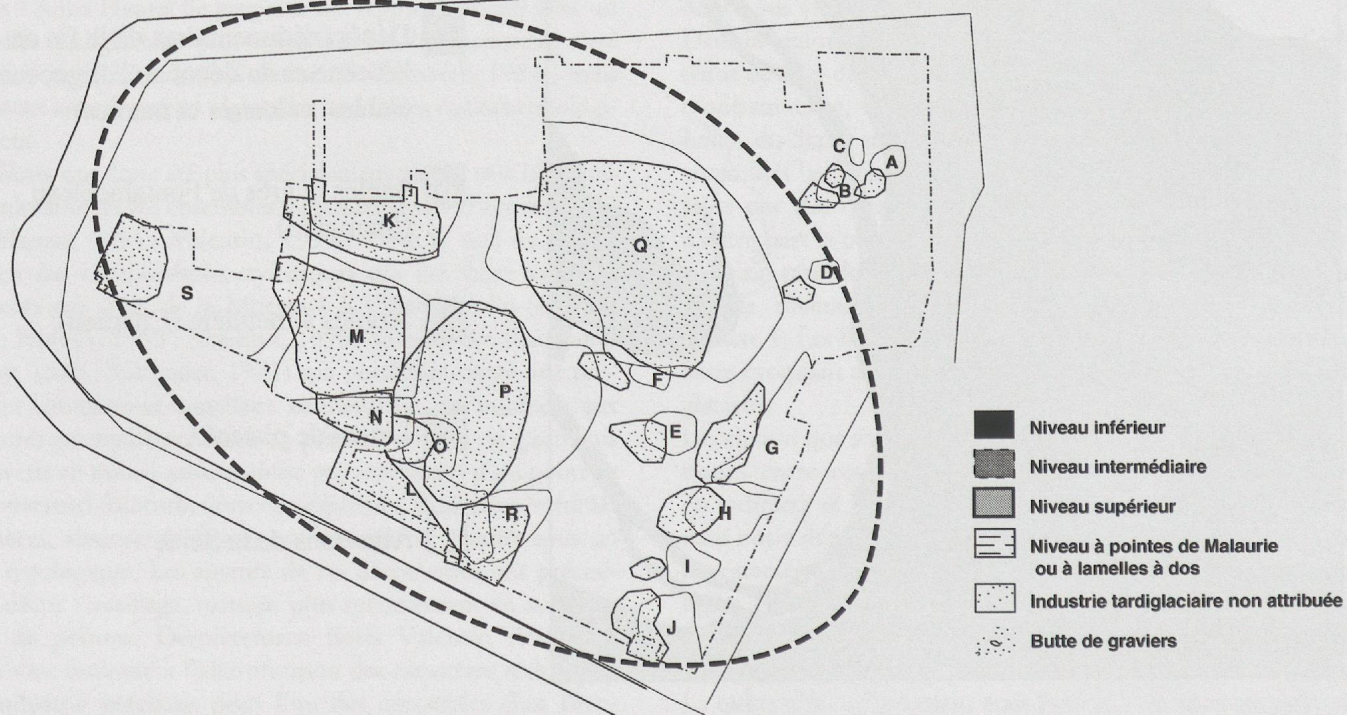 C
A
B
K
Q
D
S
M
P
F
N
E
O
G
L
R
H
I
J
Niveau inférieur
Niveau intermédiaire
Niveau supérieur
Niveau à pointes de Malaurie
ou à lamelles à dos
Industrie tardiglaciaire non attribuée
Butte de graviers